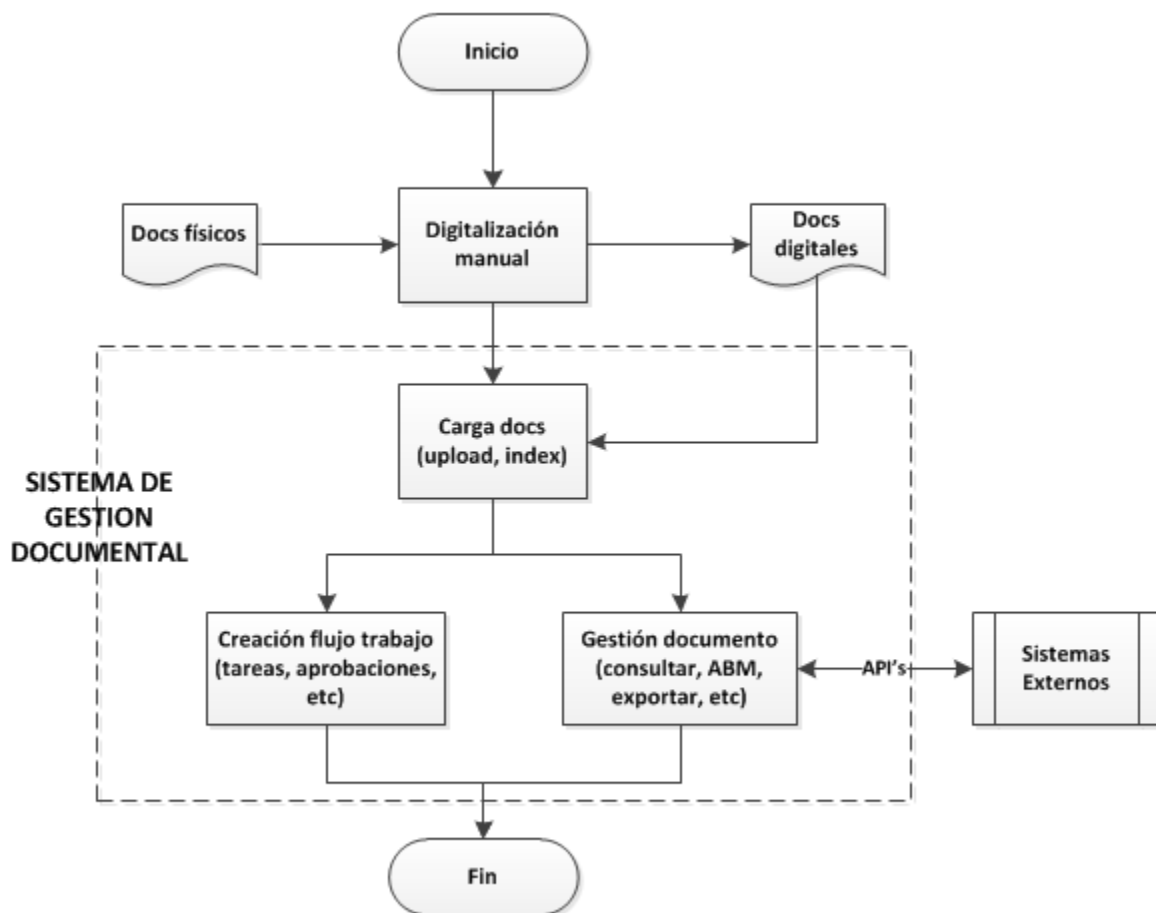 Inicio
Docs físicos
Digitalización
manual
Docs
digitales
Carga docs
(upload, index)
SISTEMA DE
GESTION
DOCUMENTAL
Creación flujo trabajo
(tareas, aprobaciones,
etc)
Gestión documento
(consultar, ABM,
exportar, etc)
API's
Sistemas
Externos
Fin